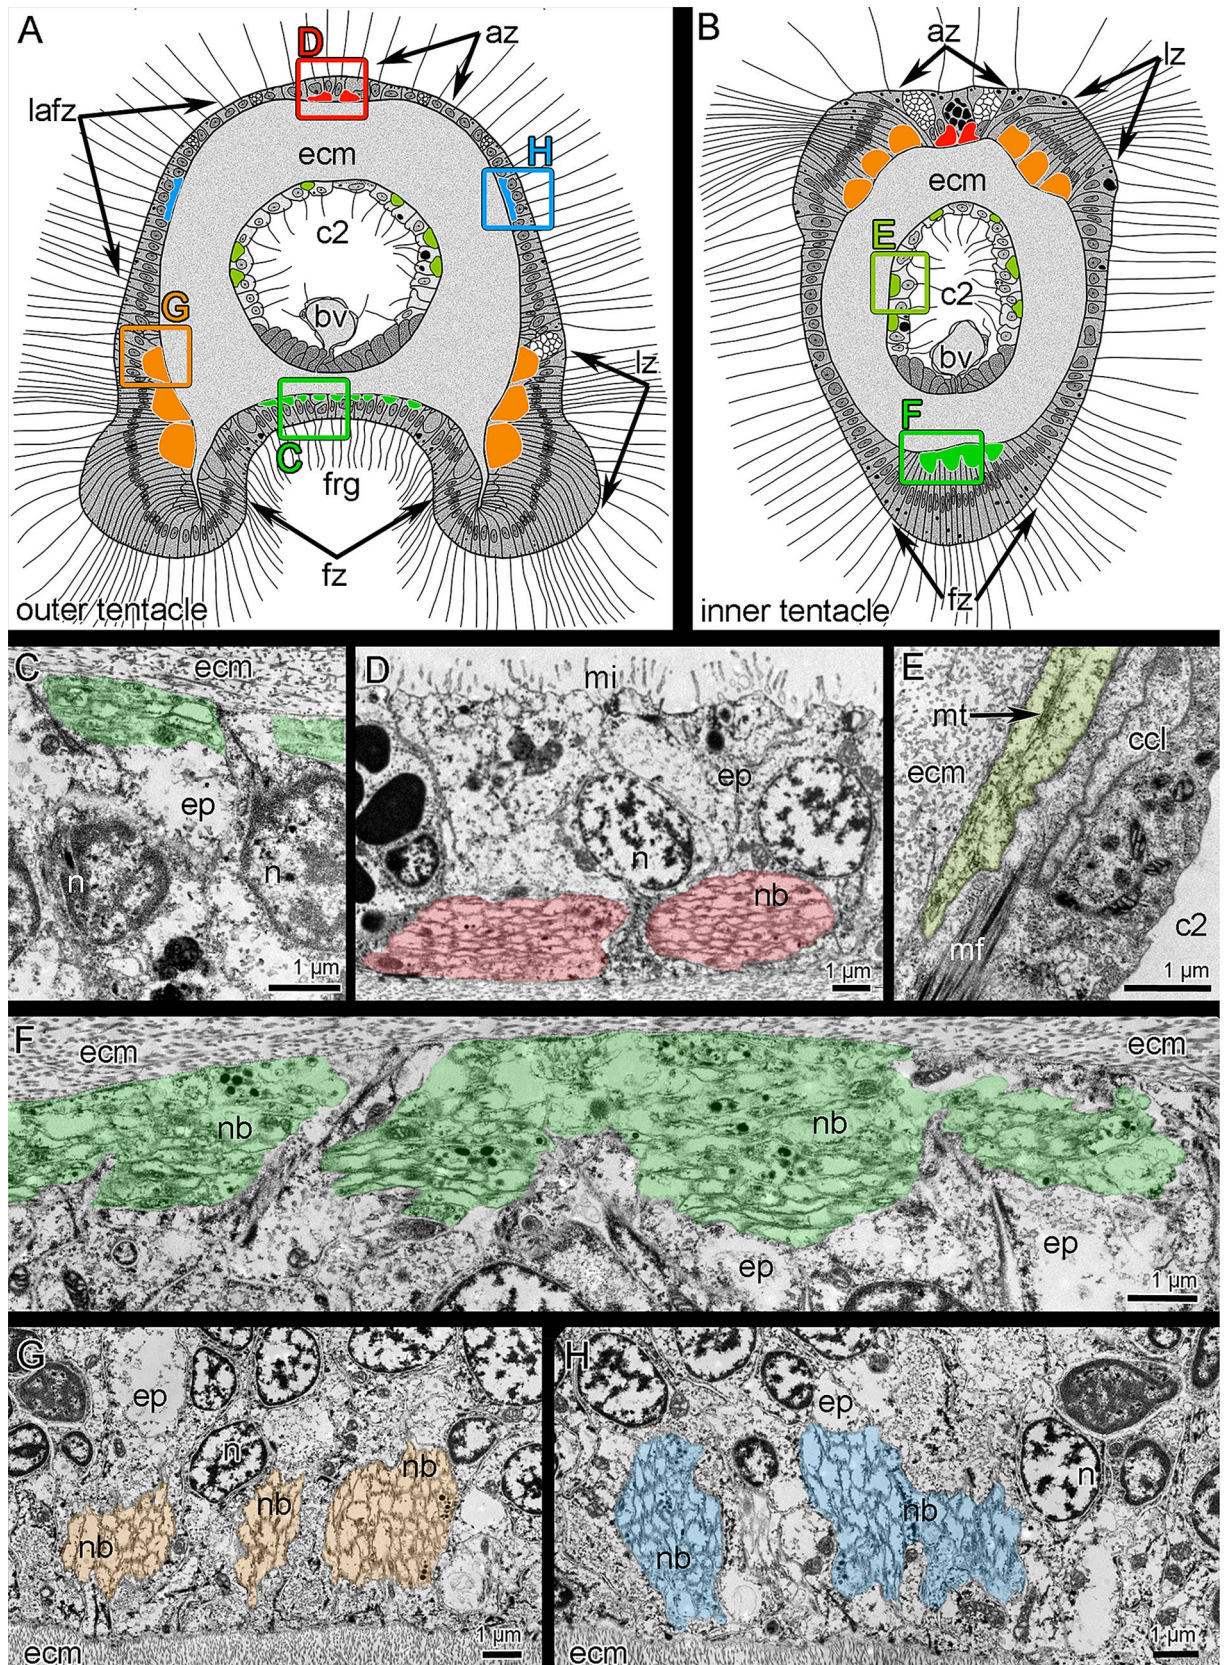 A
D
az
lafz
ecm
H
c2
G
bv
lz
C
frg
fz
outer tentacle
B
az
lz
ecm
E
c2
bv
F
fz
inner tentacle
C
ecm
ep
n
n
1 µm
D
mi
ep
n
nb
1 µm
E
mt
ccl
ecm
mf
c2
1 µm
F
ecm
ecm
nb
nb
ep
ep
1 µm
G
ep
n
nb
nb
nb
1 µm
ecm
H
ep
n
nb
nb
1 µm
ecm